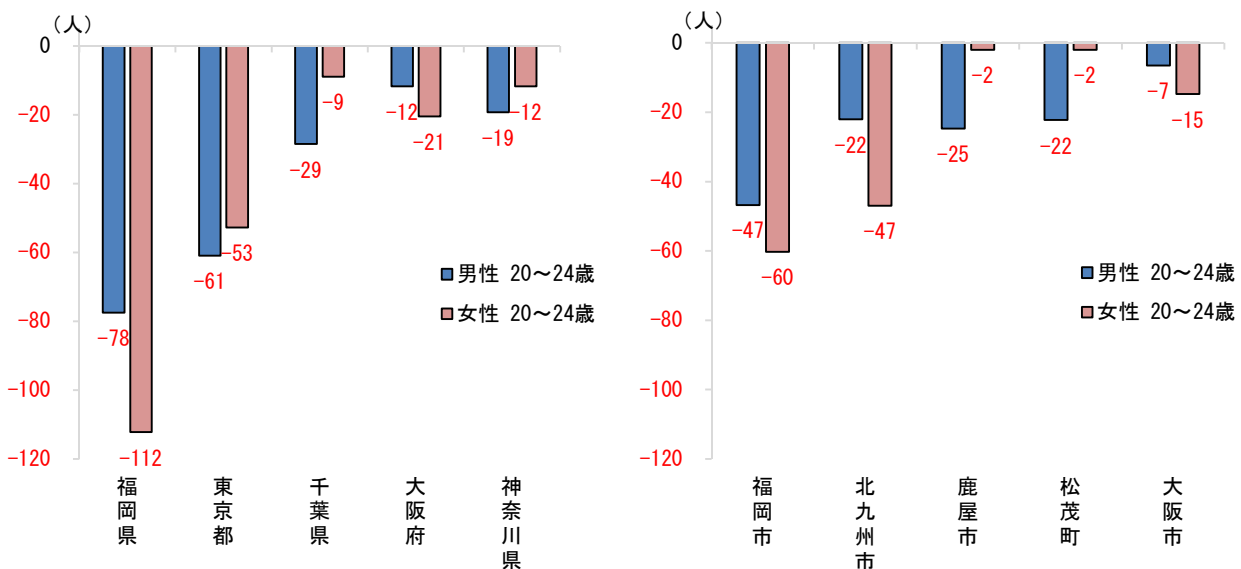 (人)
0
-20
-40
-60
-80
-100
-120
-78
-112
-61
-53
-29
-9
-12
-21
-19
-12
男性 20～24歳
女性 20～24歳
福岡県
東京都
千葉県
大阪府
神奈川県
(人)
0
-20
-40
-60
-80
-100
-120
-47
-60
-22
-47
-25
-2
-22
-2
-7
-15
男性 20～24歳
女性 20～24歳
福岡市
北九州市
鹿屋市
松茂町
大阪市